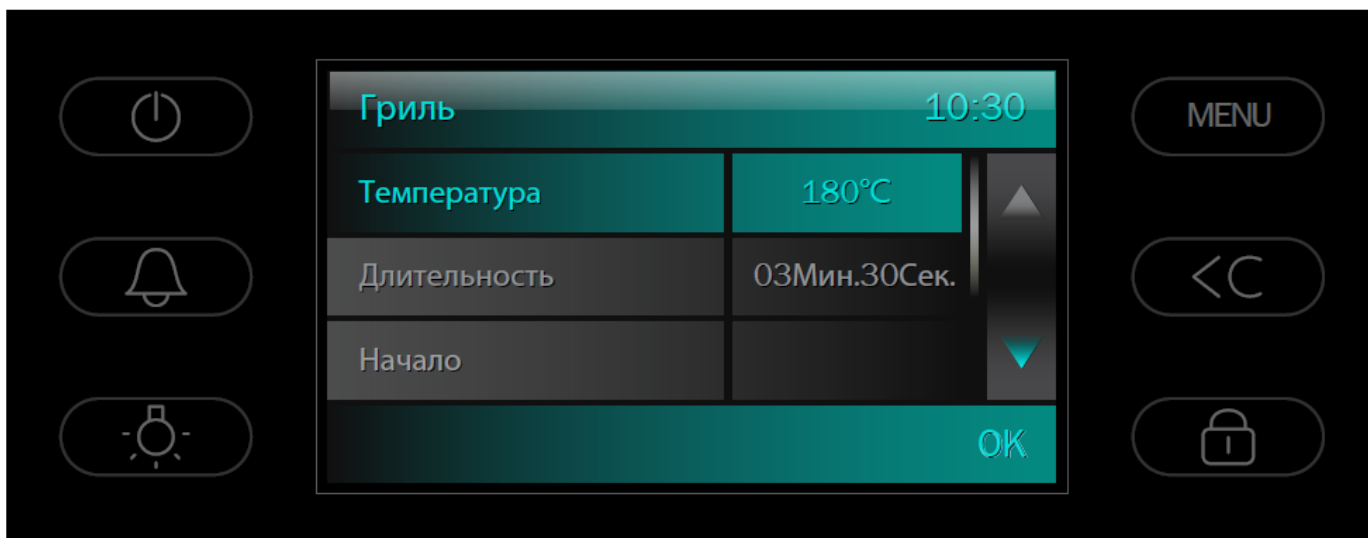 Гриль 10:30
MENU
Температура 180°C
Длительность 03Мин.30Сек.
<C
Начало
OK